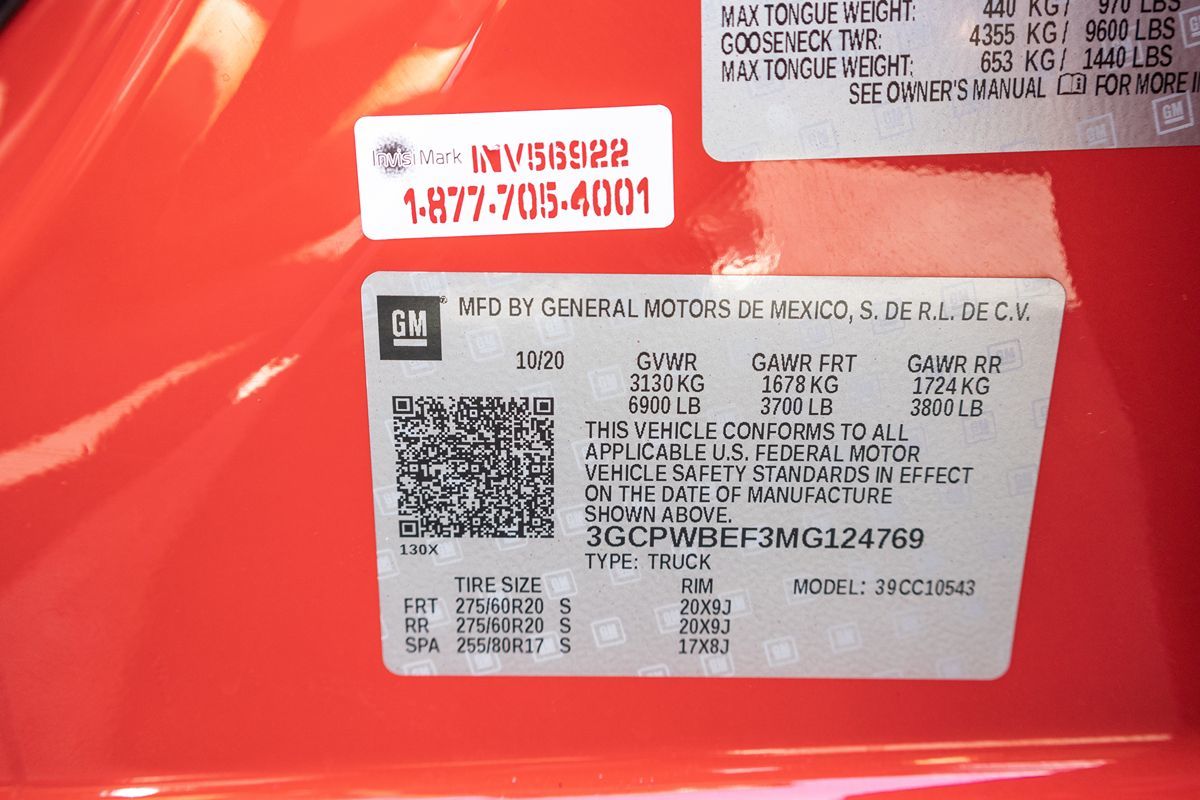 MAX TONGUE WEIGHT: 440 KG/ 970 LBS
GOOSENECK TWR: 4355 KG/ 9600 LBS
MAX TONGUE WEIGHT: 653 KG/ 1440 LBS
SEE OWNER'S MANUAL FOR MORE
GM
InvisiMark INV56922
1-877-705-4001
GM MFD BY GENERAL MOTORS DE MEXICO, S. DE R.L. DE C.V.
10/20 GVWR GAWR FRT GAWR RR
3130 KG 1678 KG 1724 KG
6900 LB 3700 LB 3800 LB
THIS VEHICLE CONFORMS TO ALL
APPLICABLE U.S. FEDERAL MOTOR
VEHICLE SAFETY STANDARDS IN EFFECT
ON THE DATE OF MANUFACTURE
SHOWN ABOVE.
3GCPWBEF3MG124769
130X
TYPE: TRUCK
TIRE SIZE RIM MODEL: 39CC10543
FRT 275/60R20 S 20X9J
RR 275/60R20 S 20X9J
SPA 255/80R17 S 17X8J